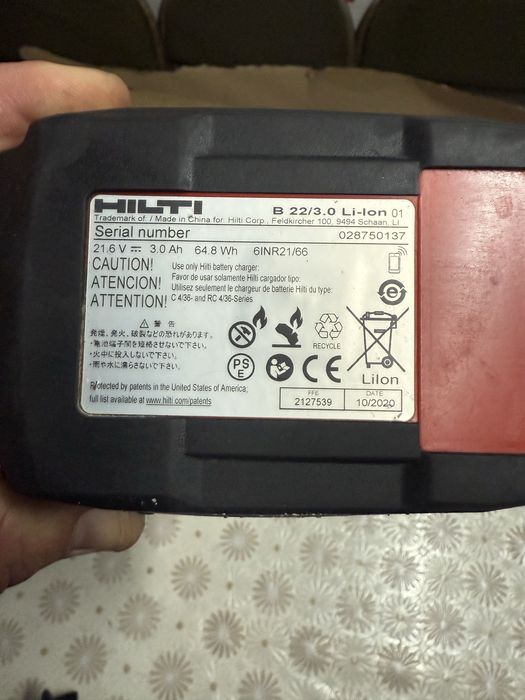 HILTI
B 22/3.0 Li-Ion 01
Trademark of. / Made in China for: Hilti Corp., Feldkircher 100, 9494 Schaan, LI
Serial number 028750137
21.6 V ⎓ 3.0 Ah 64.8 Wh 6INR21/66
CAUTION! Use only Hilti battery charger:
ATENCION! Favor de usar solamente Hilti cargador tipo:
ATTENTION! Utilisez seulement le chargeur de batterie Hilti du type:
C 4/36- and RC 4/36-Series
⚠ 警 告
発煙、発火、破裂などの恐れがあります。
・電池端子間を短絡させないで下さい。
・火中に投入しないで下さい。
・雨や水に濡らさないで下さい。
RECYCLE
PS
E
CE
LiIon
Protected by patents in the United States of America;
full list available at www.hilti.com/patents
FFE
2127539
DATE
10/2020